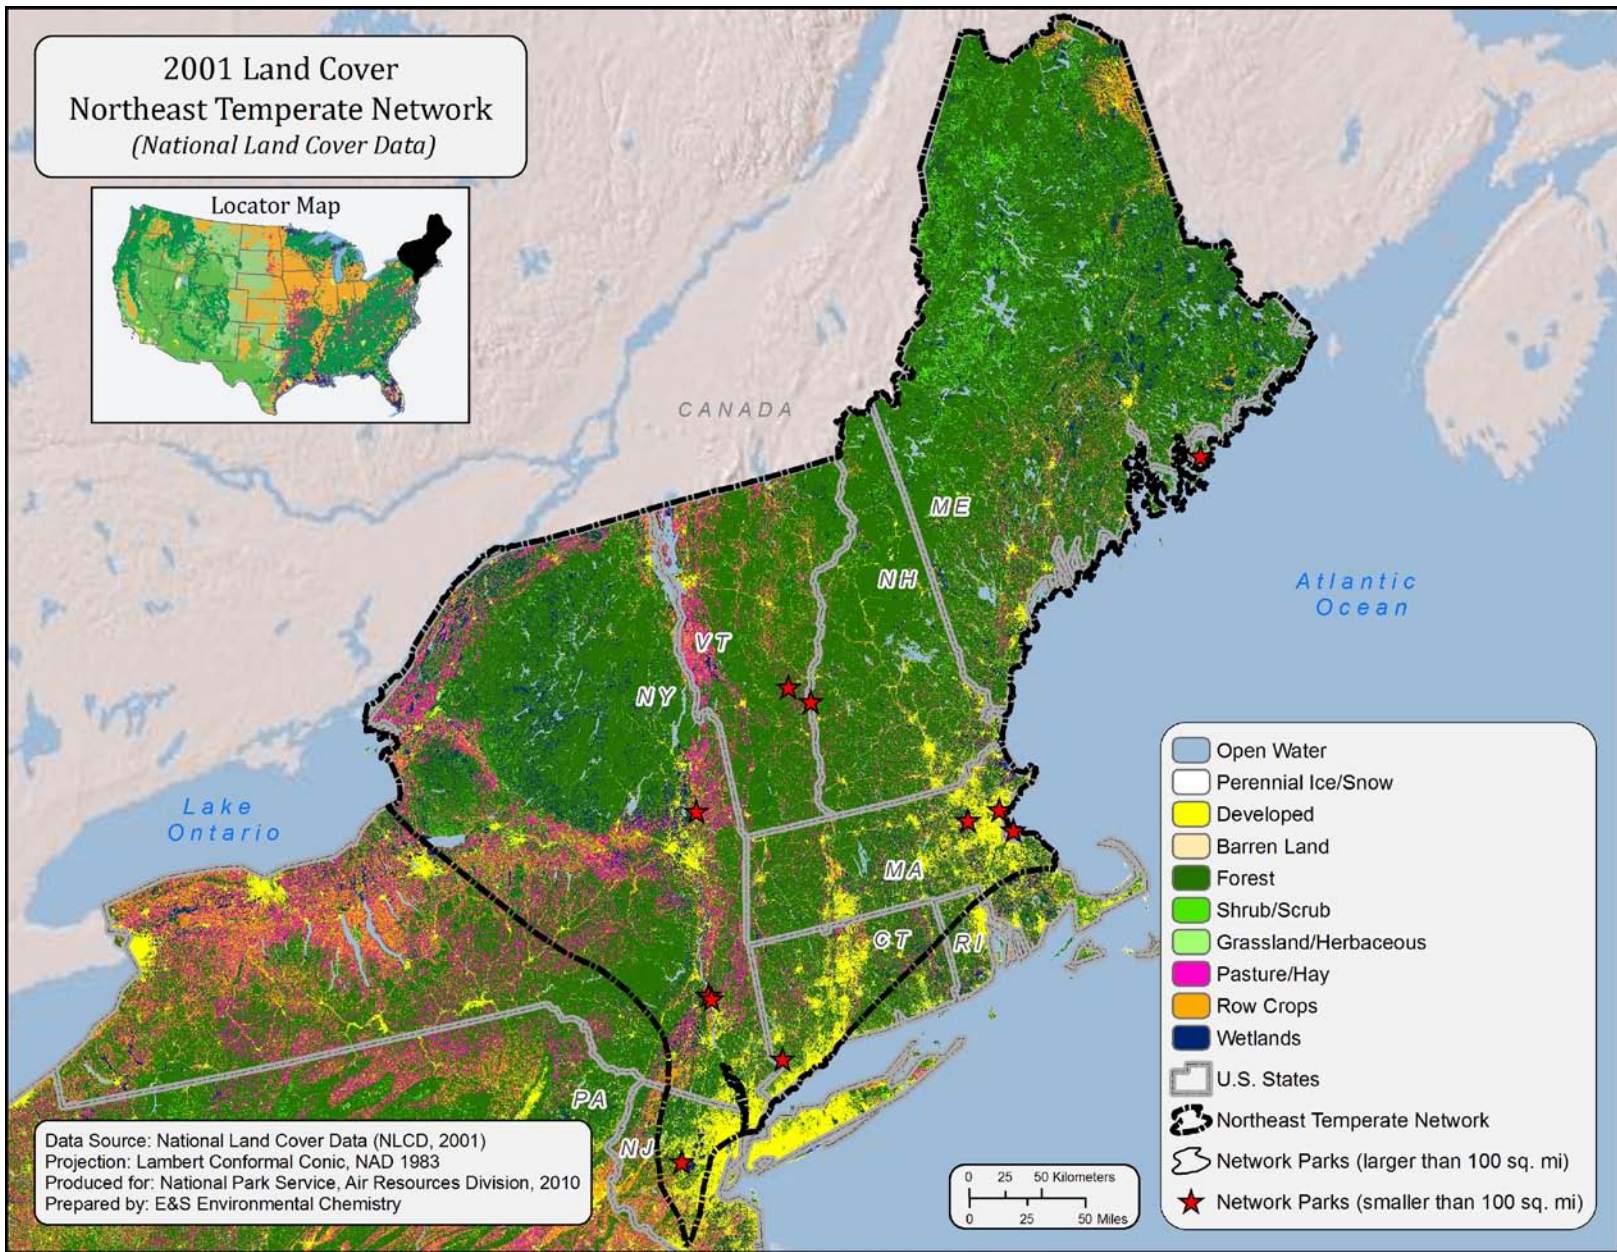 2001 Land Cover
Northeast Temperate Network
(National Land Cover Data)
Locator Map
CANADA
ME
NH
VT
NY
Atlantic
Ocean
Lake
Ontario
MA
CT
RI
PA
NJ
Open Water
Perennial Ice/Snow
Developed
Barren Land
Forest
Shrub/Scrub
Grassland/Herbaceous
Pasture/Hay
Row Crops
Wetlands
U.S. States
Northeast Temperate Network
Network Parks (larger than 100 sq. mi)
Network Parks (smaller than 100 sq. mi)
Data Source: National Land Cover Data (NLCD, 2001)
Projection: Lambert Conformal Conic, NAD 1983
Produced for: National Park Service, Air Resources Division, 2010
Prepared by: E&S Environmental Chemistry
0 25 50 Kilometers
0 25 50 Miles